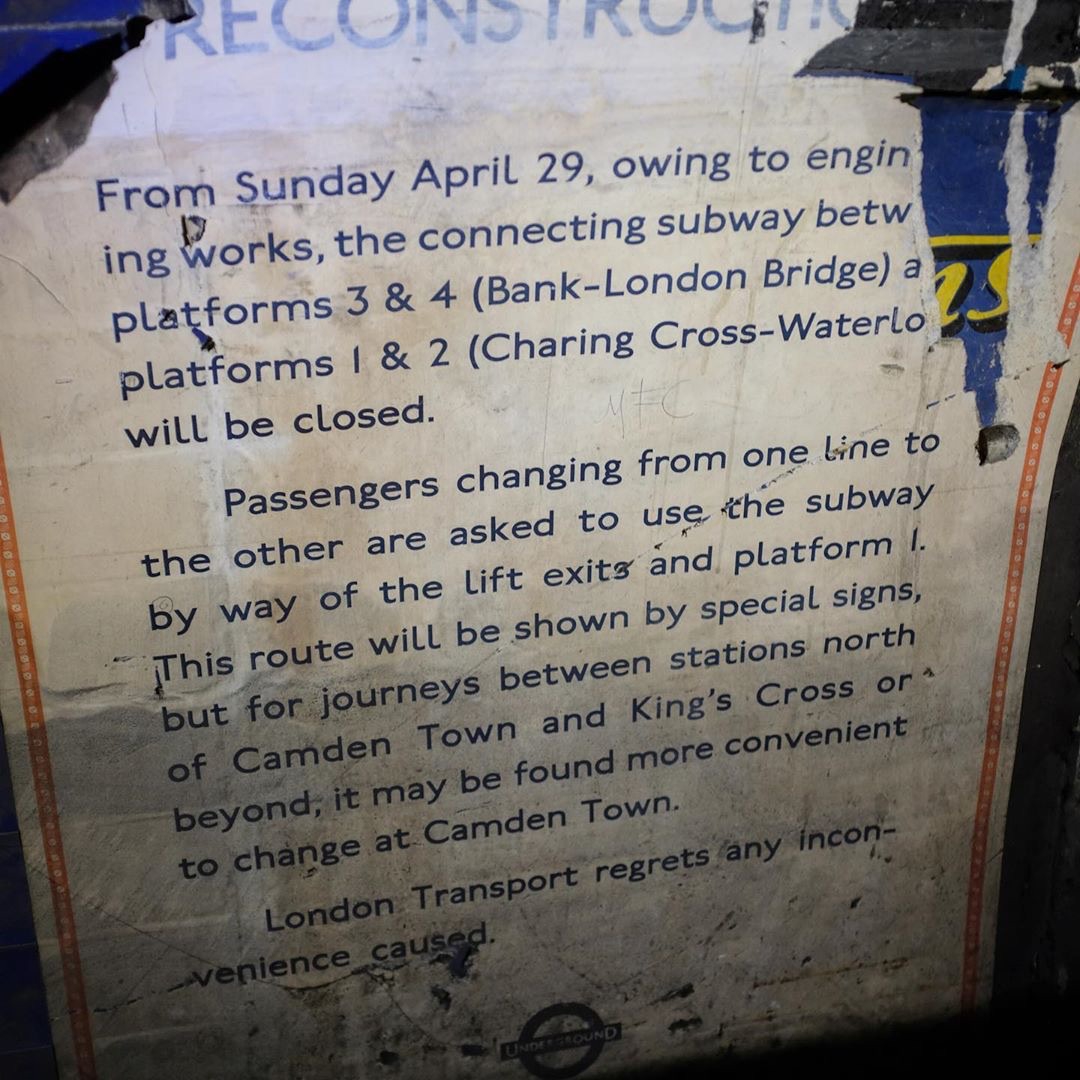 RECONSTRUCTIO
From Sunday April 29, owing to engin
ing works, the connecting subway betw
platforms 3 & 4 (Bank-London Bridge) a
platforms 1 & 2 (Charing Cross-Waterlo
will be closed.
Passengers changing from one line to
the other are asked to use the subway
by way of the lift exits and platform 1.
This route will be shown by special signs,
but for journeys between stations north
of Camden Town and King's Cross or
beyond, it may be found more convenient
to change at Camden Town.
London Transport regrets any incon-
venience caused.
UNDERGROUND